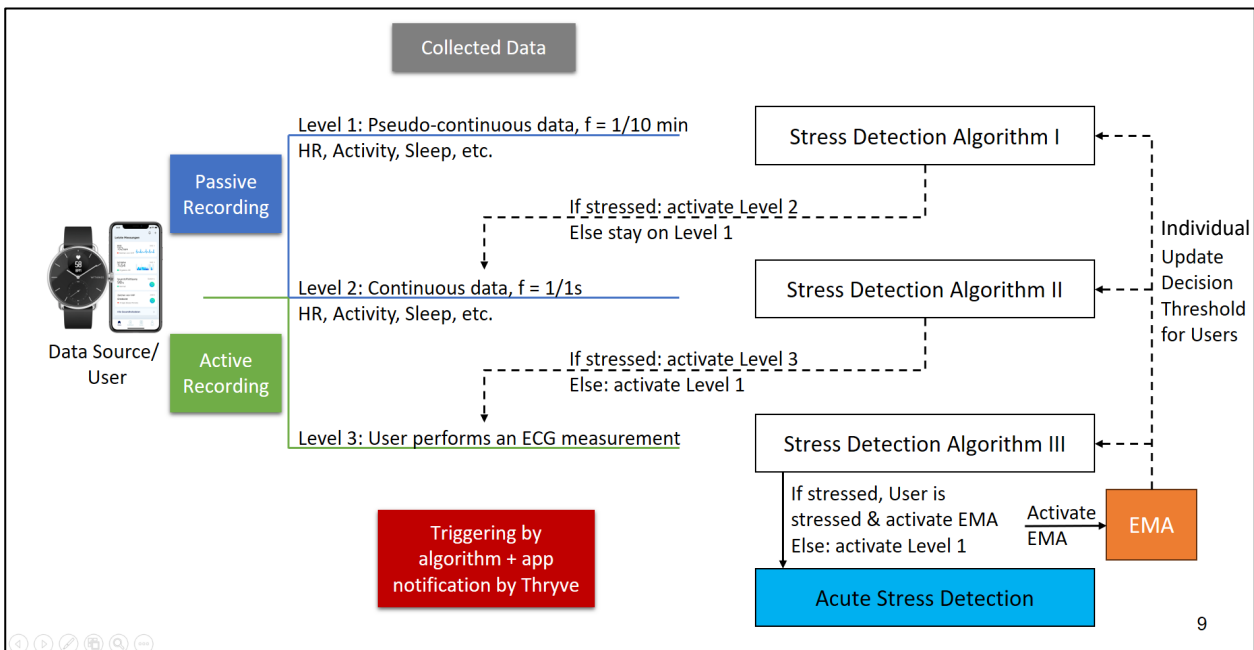 Collected Data
Level 1: Pseudo-continuous data, f = 1/10 min
HR, Activity, Sleep, etc.
Stress Detection Algorithm I
Passive
Recording
If stressed: activate Level 2
Else stay on Level 1
Individual
Update
Decision
Threshold
for Users
Level 2: Continuous data, f = 1/1s
HR, Activity, Sleep, etc.
Stress Detection Algorithm II
Data Source/
User
Active
Recording
If stressed: activate Level 3
Else: activate Level 1
Level 3: User performs an ECG measurement
Stress Detection Algorithm III
If stressed, User is
stressed & activate EMA
Else: activate Level 1
Activate
EMA
EMA
Triggering by
algorithm + app
notification by Thryve
Acute Stress Detection
9